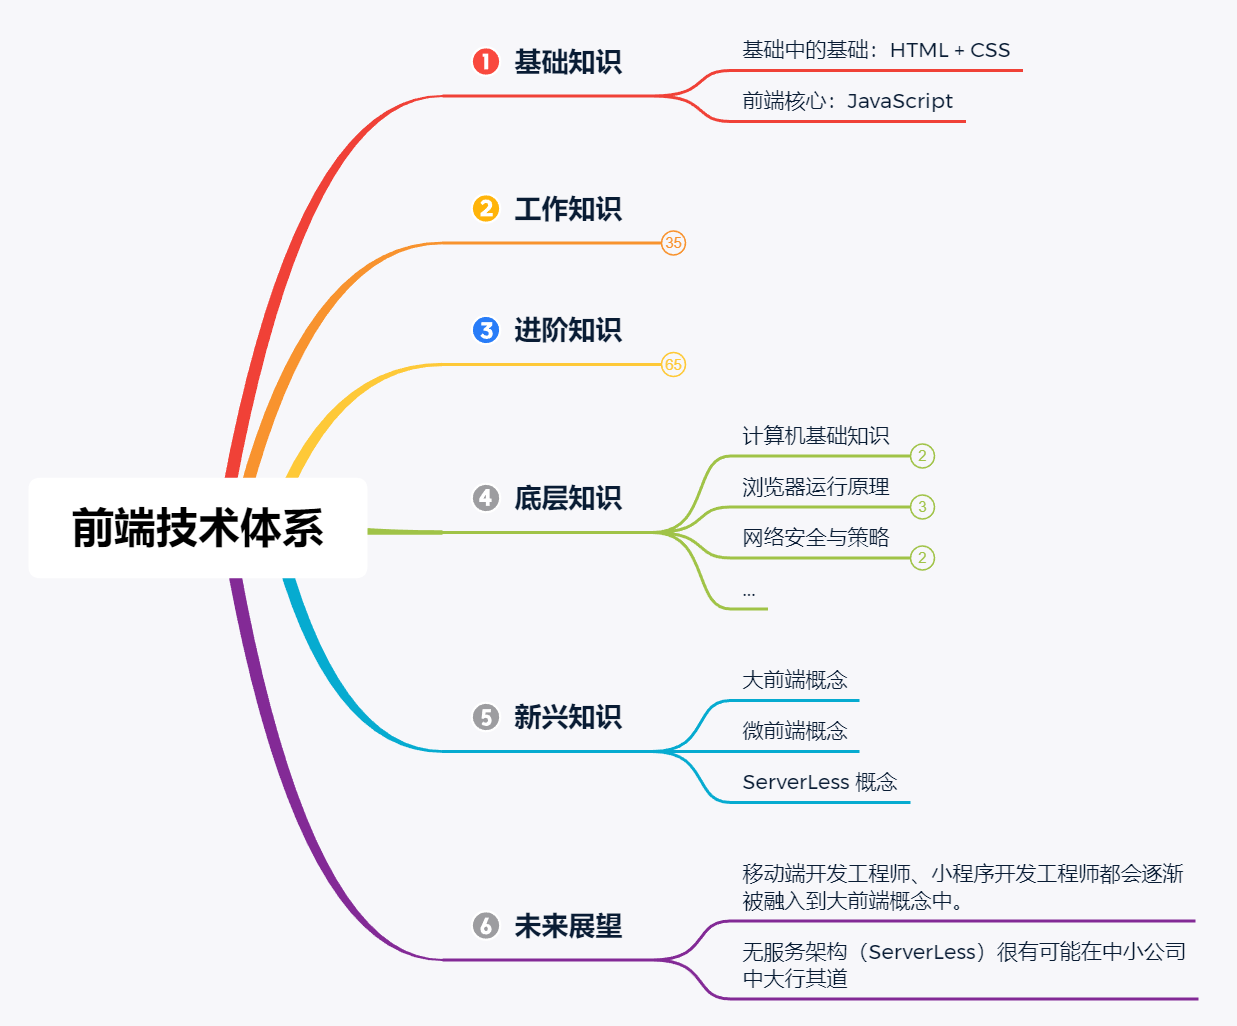 1 基础知识
基础中的基础：HTML + CSS
前端核心：JavaScript
2 工作知识
35
3 进阶知识
65
前端技术体系
4 底层知识
计算机基础知识
2
浏览器运行原理
3
网络安全与策略
2
...
5 新兴知识
大前端概念
微前端概念
ServerLess 概念
6 未来展望
移动端开发工程师、小程序开发工程师都会逐渐
被融入到大前端概念中。
无服务架构（ServerLess）很有可能在中小公司
中大行其道